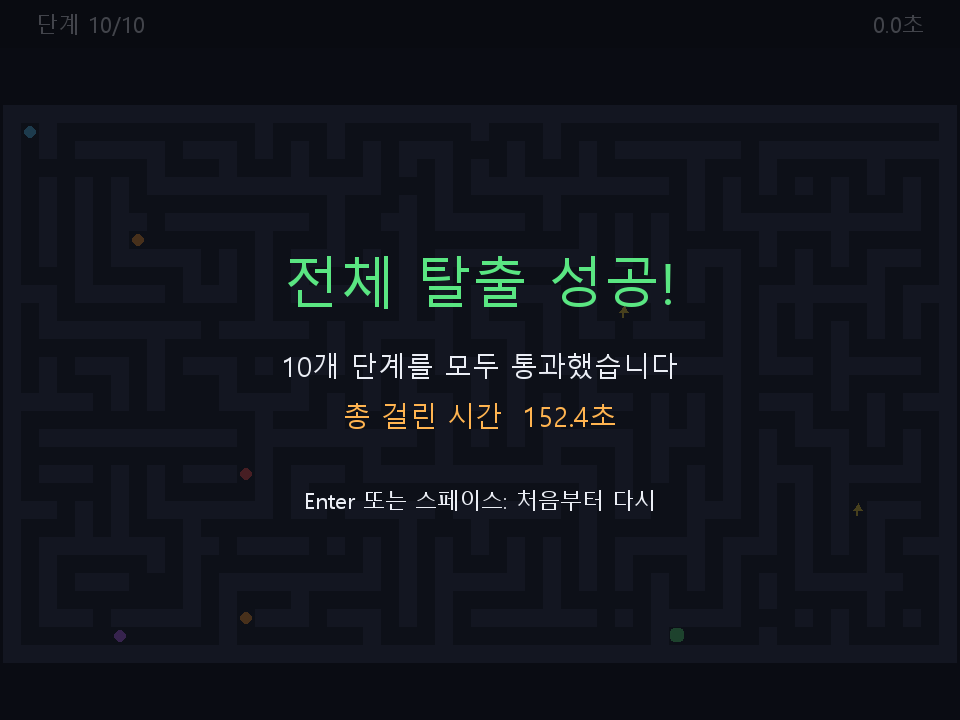 단계 10/10
0.0초
전체 탈출 성공!
10개 단계를 모두 통과했습니다
총 걸린 시간 152.4초
Enter 또는 스페이스: 처음부터 다시